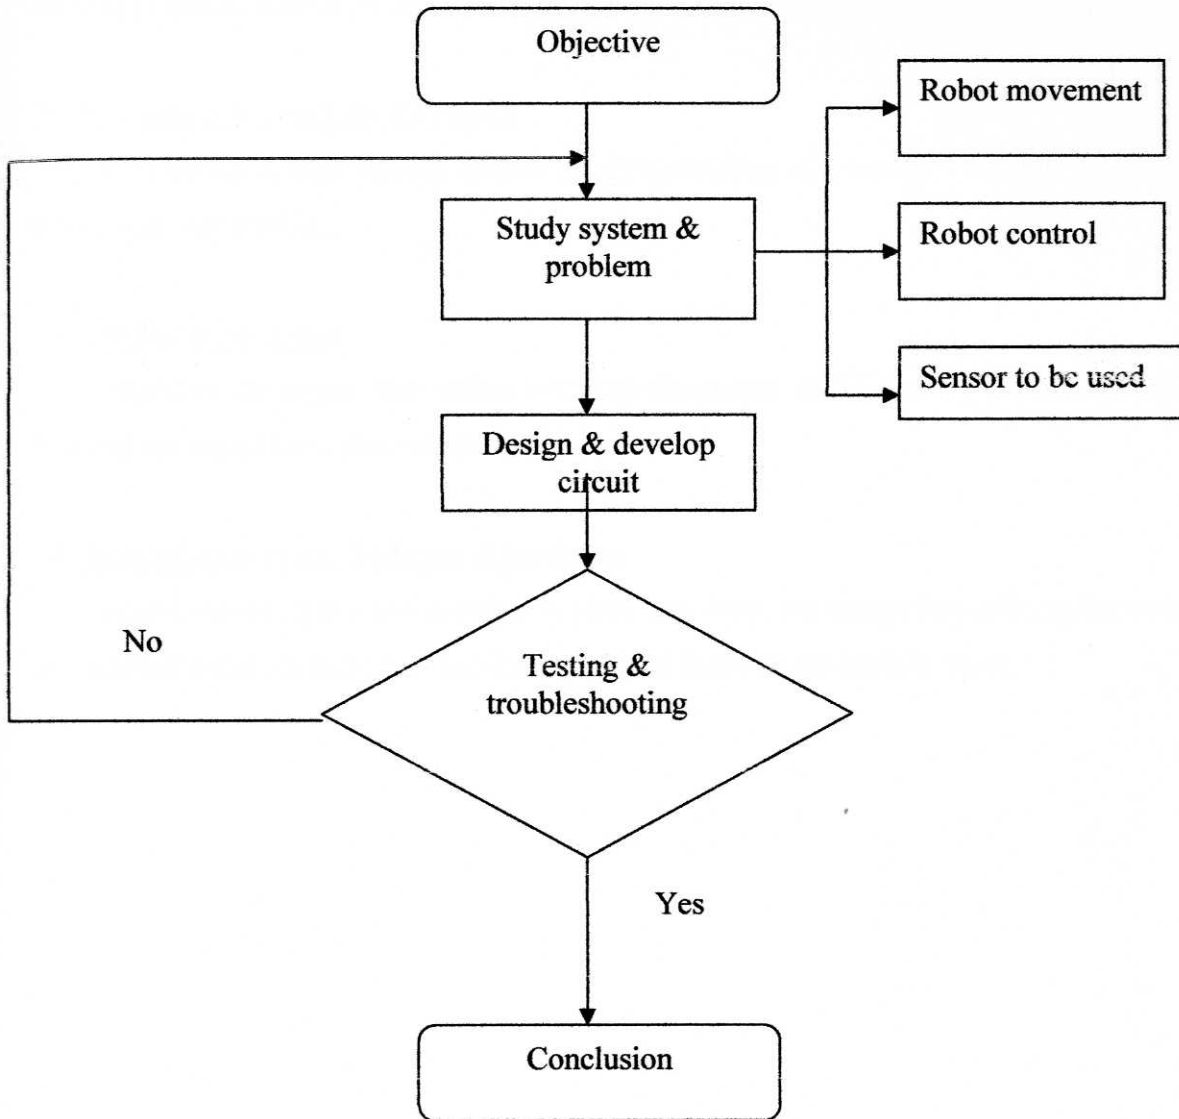 Objective
Robot movement
Study system &
problem
Robot control
Sensor to be used
Design & develop
circuit
No
Testing &
troubleshooting
Yes
Conclusion